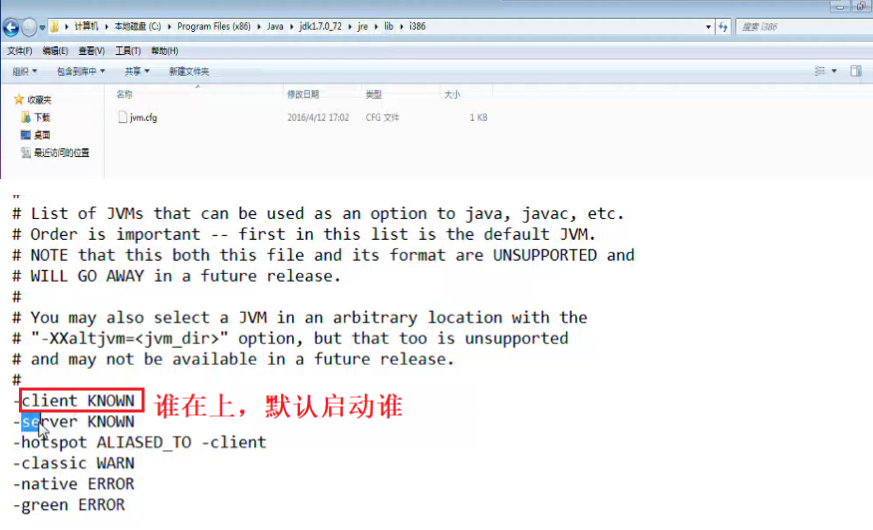 计算机 ▸ 本地磁盘 (C:) ▸ Program Files (x86) ▸ Java ▸ jdk1.7.0_72 ▸ jre ▸ lib ▸ i386
搜索 i386
文件(F) 编辑(E) 查看(V) 工具(T) 帮助(H)
组织 包含到库中 共享 新建文件夹
名称 修改日期 类型 大小
收藏夹
jvm.cfg 2016/4/12 17:02 CFG 文件 1 KB
下载
桌面
最近访问的位置
#
# List of JVMs that can be used as an option to java, javac, etc.
# Order is important -- first in this list is the default JVM.
# NOTE that this both this file and its format are UNSUPPORTED and
# WILL GO AWAY in a future release.
#
# You may also select a JVM in an arbitrary location with the
# "-XXaltjvm=<jvm_dir>" option, but that too is unsupported
# and may not be available in a future release.
#
-client KNOWN
谁在上，默认启动谁
-server KNOWN
-hotspot ALIASED_TO -client
-classic WARN
-native ERROR
-green ERROR